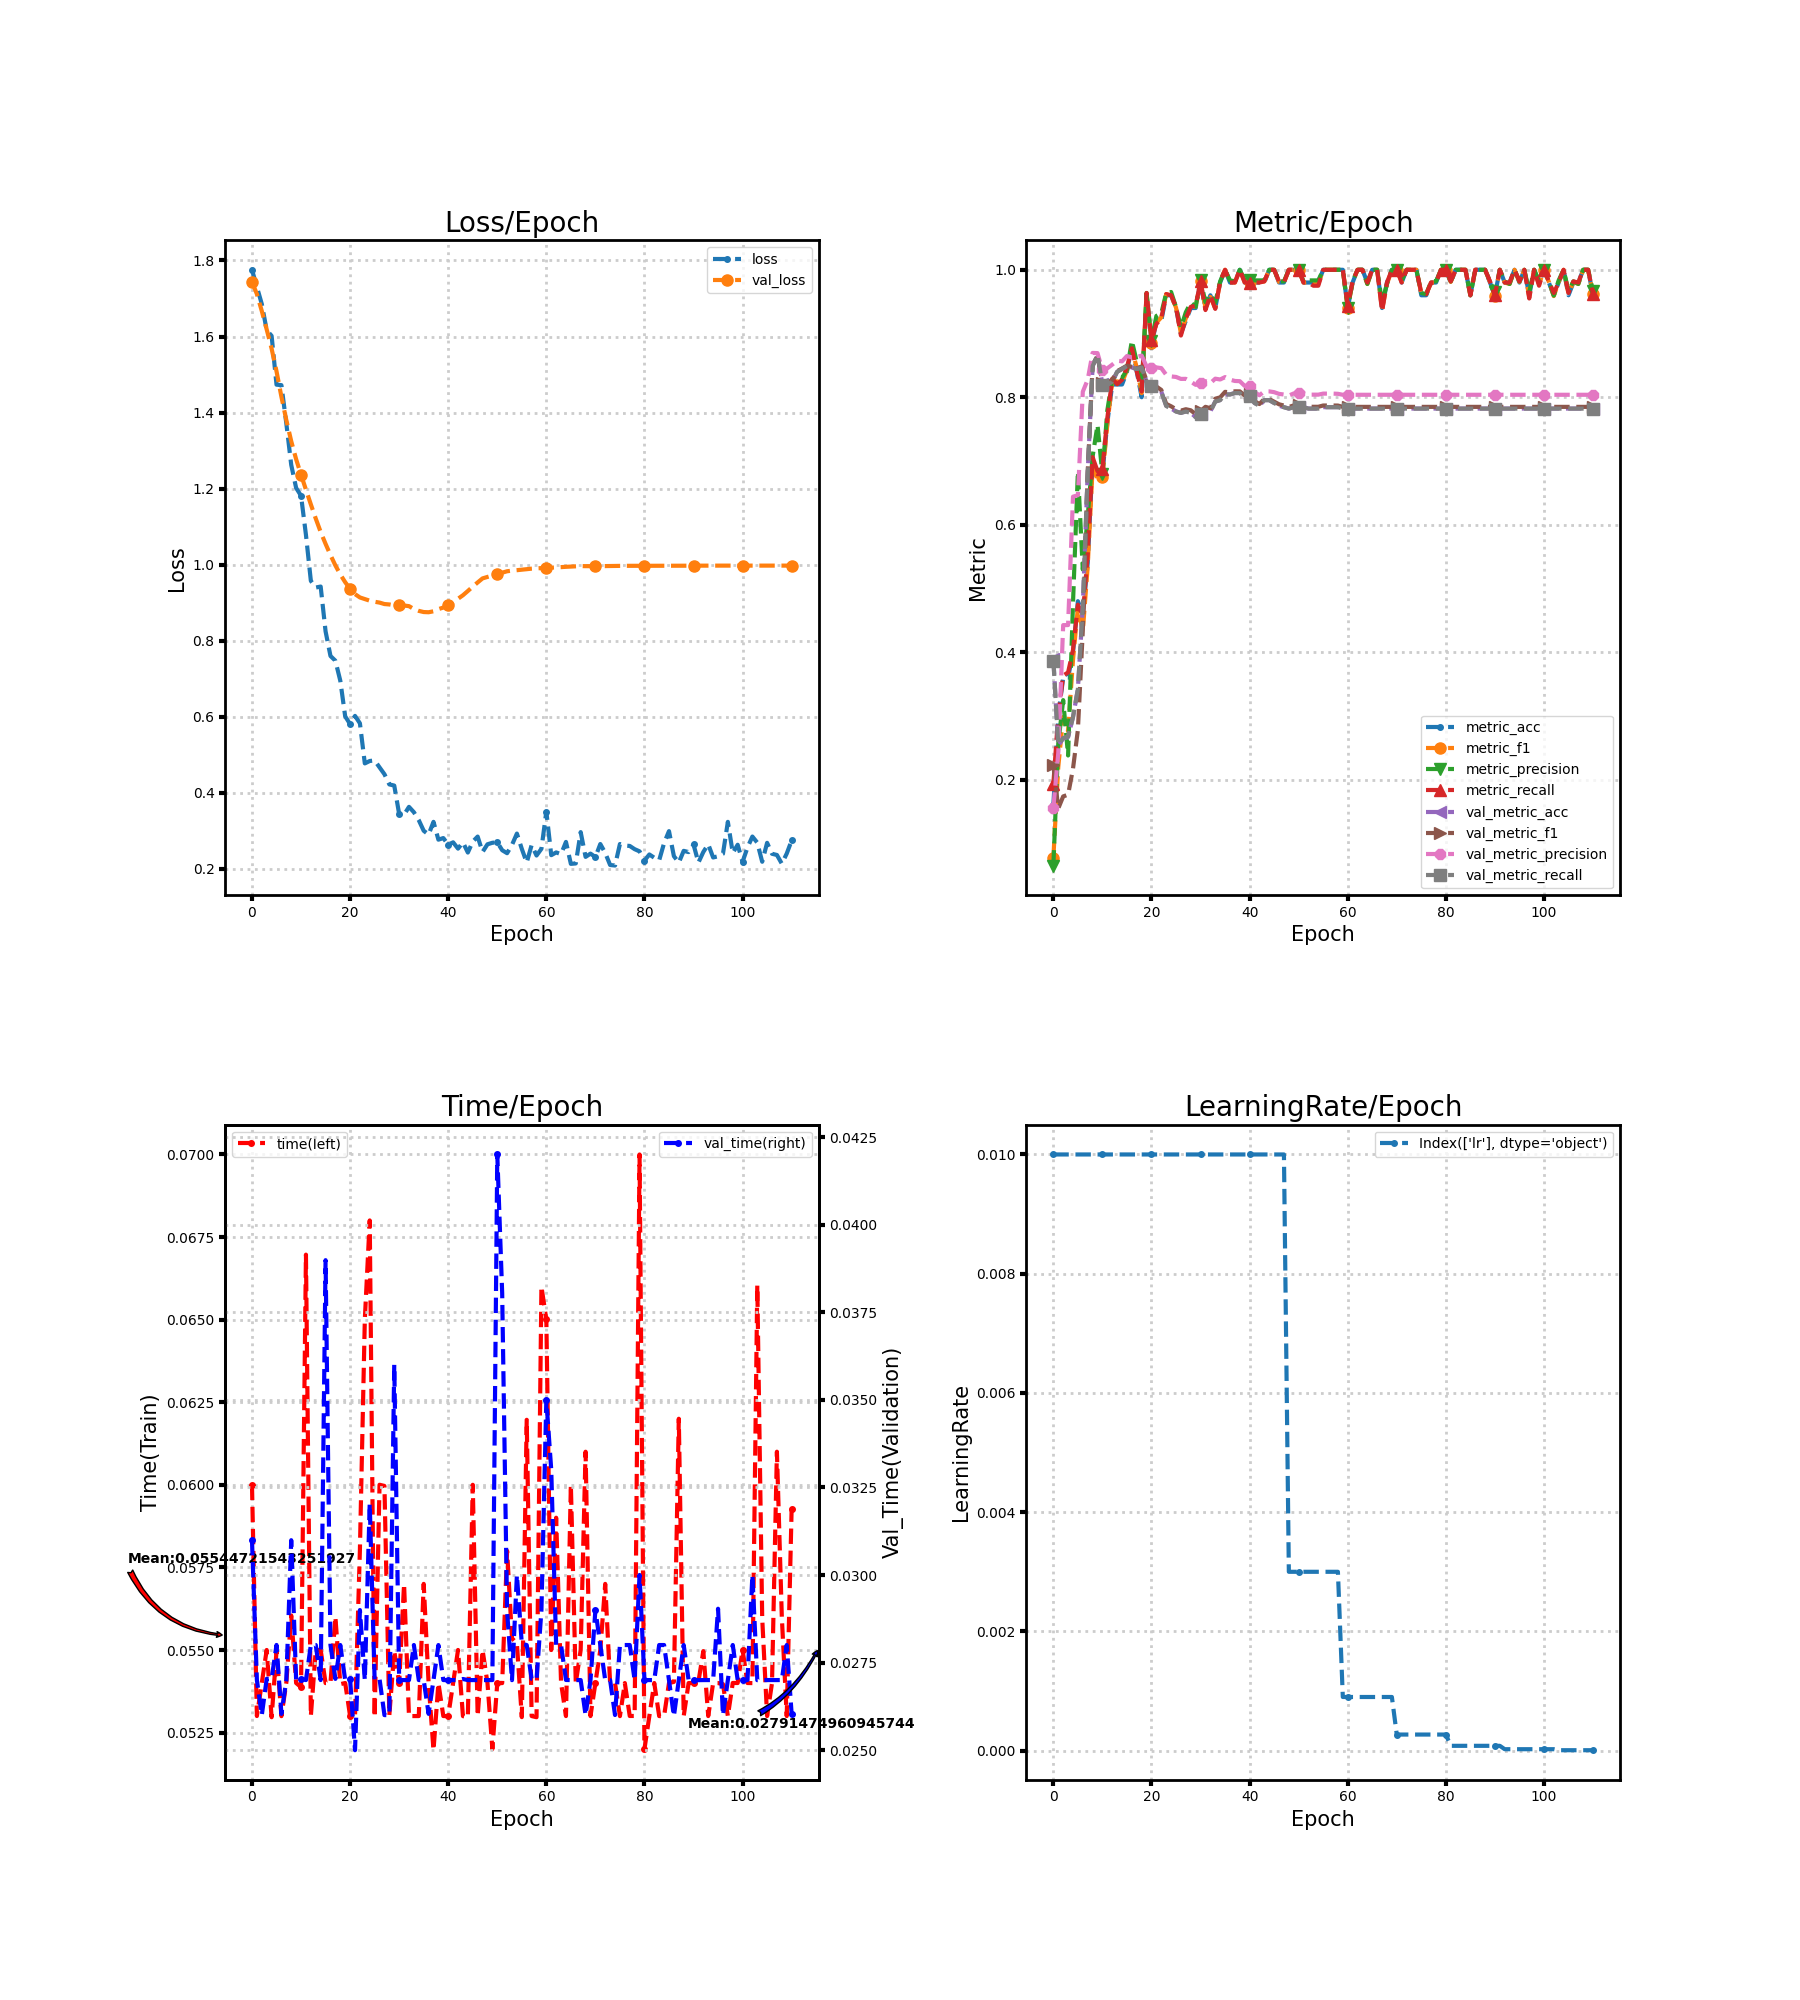 Loss/Epoch
1.8
1.6
1.4
1.2
1.0
0.8
0.6
0.4
0.2
Loss
0
20
40
60
80
100
Epoch
loss
val_loss
Metric/Epoch
1.0
0.8
0.6
0.4
0.2
Metric
0
20
40
60
80
100
Epoch
metric_acc
metric_f1
metric_precision
metric_recall
val_metric_acc
val_metric_f1
val_metric_precision
val_metric_recall
Time/Epoch
time(left)
val_time(right)
0.0700
0.0675
0.0650
0.0625
0.0600
0.0575
0.0550
0.0525
Time(Train)
0.0425
0.0400
0.0375
0.0350
0.0325
0.0300
0.0275
0.0250
Val_Time(Validation)
Mean:0.02791474960945744
0
20
40
60
80
100
Epoch
LearningRate/Epoch
Index(['lr'], dtype='object')
0.010
0.008
0.006
0.004
0.002
0.000
LearningRate
0
20
40
60
80
100
Epoch